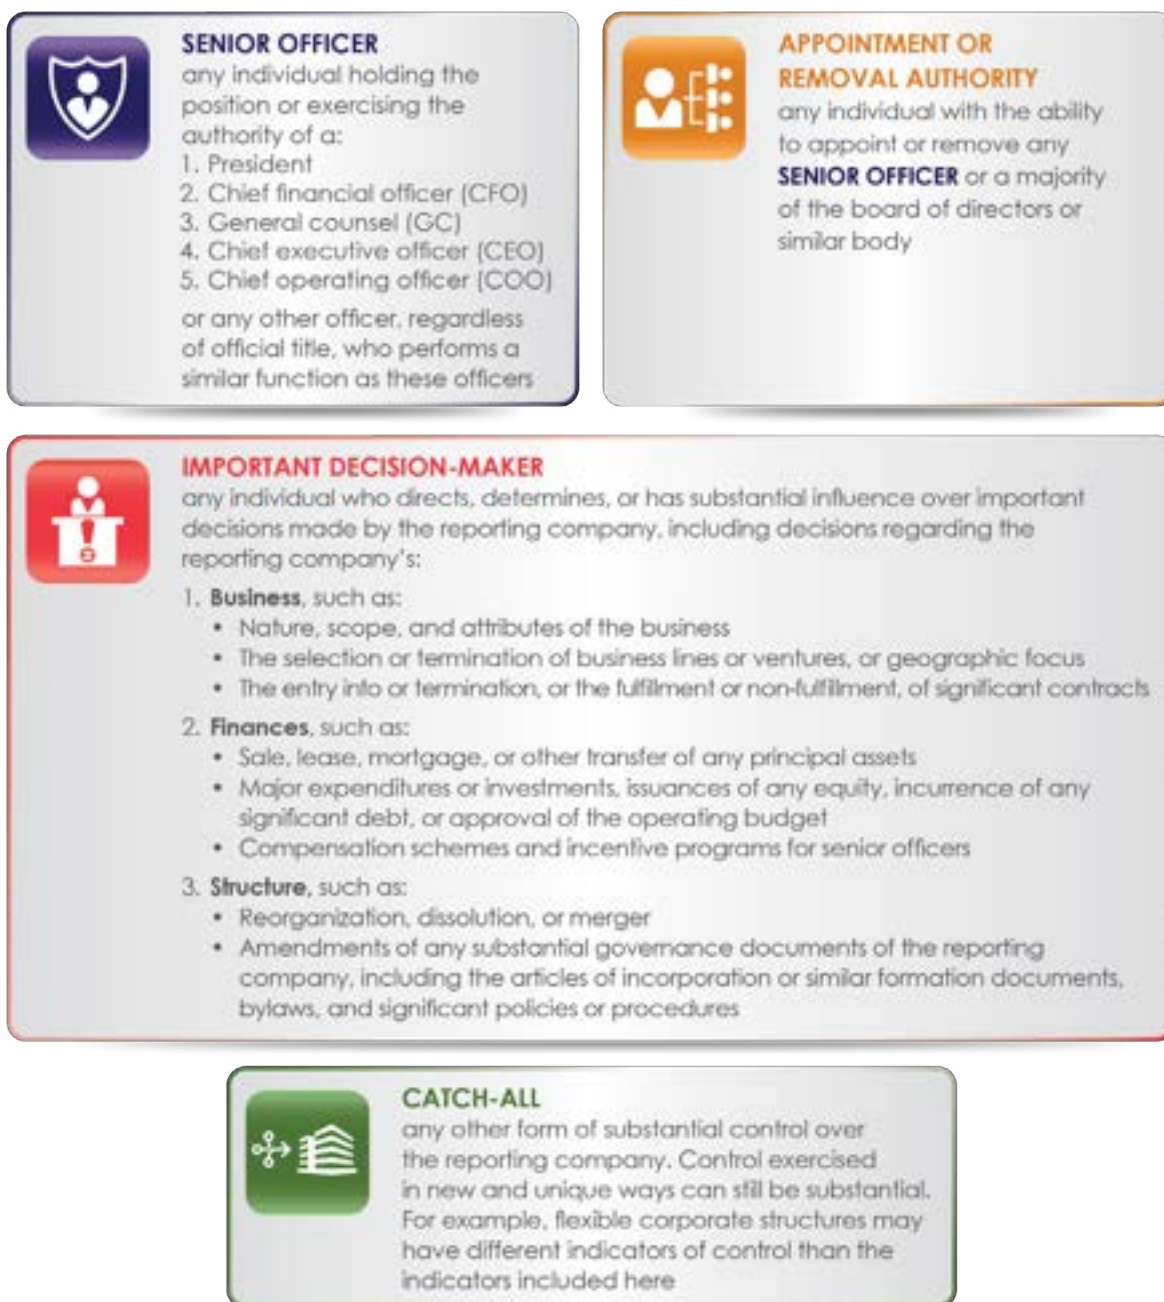 SENIOR OFFICER
any individual holding the
position or exercising the
authority of a:
1. President
2. Chief financial officer (CFO)
3. General counsel (GC)
4. Chief executive officer (CEO)
5. Chief operating officer (COO)
or any other officer, regardless
of official title, who performs a
similar function as these officers
APPOINTMENT OR
REMOVAL AUTHORITY
any individual with the ability
to appoint or remove any
SENIOR OFFICER or a majority
of the board of directors or
similar body
IMPORTANT DECISION-MAKER
any individual who directs, determines, or has substantial influence over important
decisions made by the reporting company, including decisions regarding the
reporting company's:
1. Business, such as:
• Nature, scope, and attributes of the business
• The selection or termination of business lines or ventures, or geographic focus
• The entry into or termination, or the fulfillment or non-fulfillment, of significant contracts
2. Finances, such as:
• Sale, lease, mortgage, or other transfer of any principal assets
• Major expenditures or investments, issuances of any equity, incurrence of any
significant debt, or approval of the operating budget
• Compensation schemes and incentive programs for senior officers
3. Structure, such as:
• Reorganization, dissolution, or merger
• Amendments of any substantial governance documents of the reporting
company, including the articles of incorporation or similar formation documents,
bylaws, and significant policies or procedures
CATCH-ALL
any other form of substantial control over
the reporting company. Control exercised
in new and unique ways can still be substantial.
For example, flexible corporate structures may
have different indicators of control than the
indicators included here